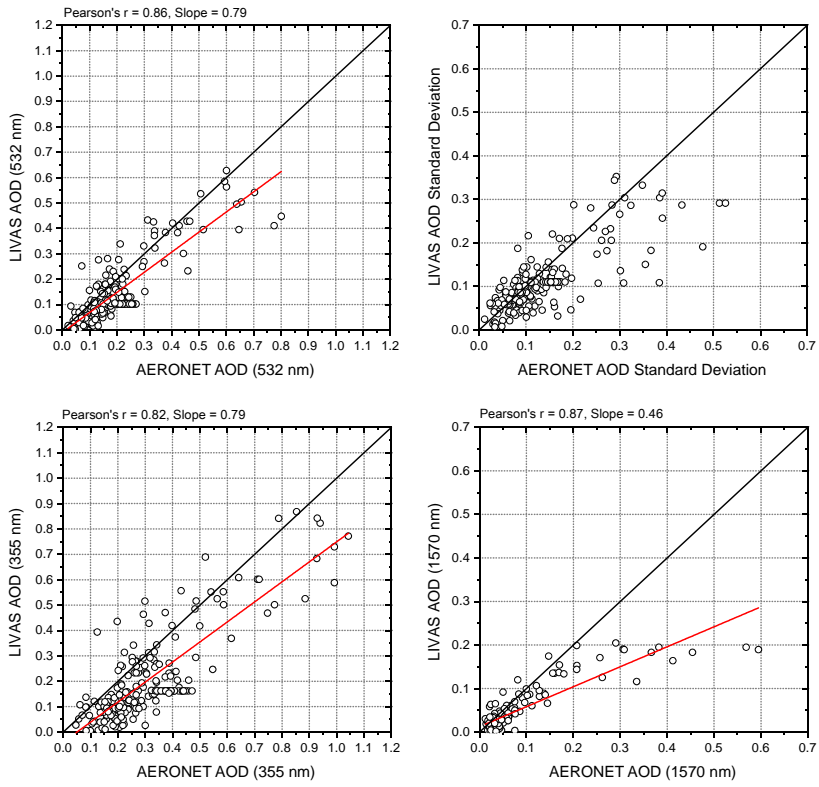 Pearson's r = 0.86, Slope = 0.79
1.2
1.1
1.0
0.9
0.8
0.7
0.6
0.5
0.4
0.3
0.2
0.1
0.0
0.0 0.1 0.2 0.3 0.4 0.5 0.6 0.7 0.8 0.9 1.0 1.1 1.2
LIVAS AOD (532 nm)
AERONET AOD (532 nm)
0.7
0.6
0.5
0.4
0.3
0.2
0.1
0.0
0.0 0.1 0.2 0.3 0.4 0.5 0.6 0.7
LIVAS AOD Standard Deviation
AERONET AOD Standard Deviation
Pearson's r = 0.82, Slope = 0.79
1.2
1.1
1.0
0.9
0.8
0.7
0.6
0.5
0.4
0.3
0.2
0.1
0.0
0.0 0.1 0.2 0.3 0.4 0.5 0.6 0.7 0.8 0.9 1.0 1.1 1.2
LIVAS AOD (355 nm)
AERONET AOD (355 nm)
Pearson's r = 0.87, Slope = 0.46
0.7
0.6
0.5
0.4
0.3
0.2
0.1
0.0
0.0 0.1 0.2 0.3 0.4 0.5 0.6 0.7
LIVAS AOD (1570 nm)
AERONET AOD (1570 nm)